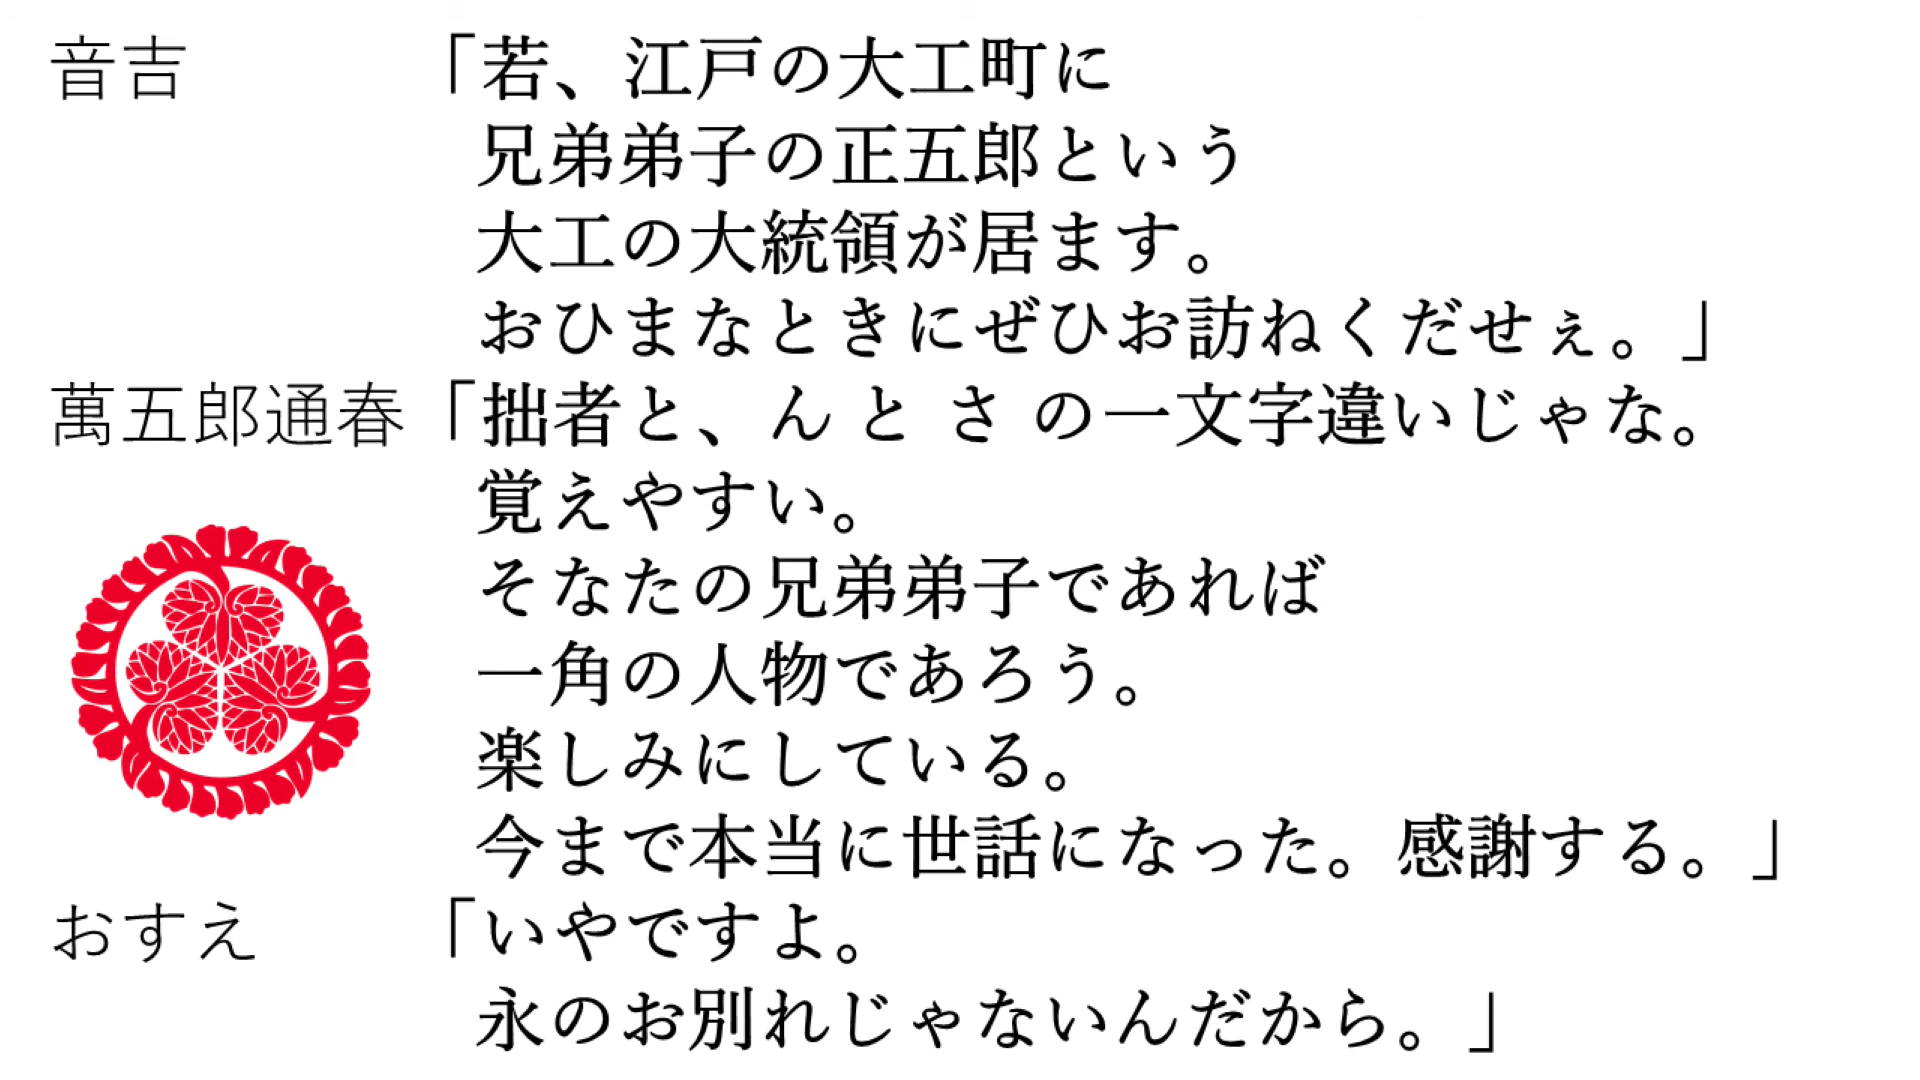 音吉 「若、江戸の大工町に
兄弟弟子の正五郎という
大工の大統領が居ます。
おひまなときにぜひお訪ねくだせぇ。」
萬五郎通春 「拙者と、ん と さ の一文字違いじゃな。
覚えやすい。
そなたの兄弟弟子であれば
一角の人物であろう。
楽しみにしている。
今まで本当に世話になった。感謝する。」
おすえ 「いやですよ。
永のお別れじゃないんだから。」